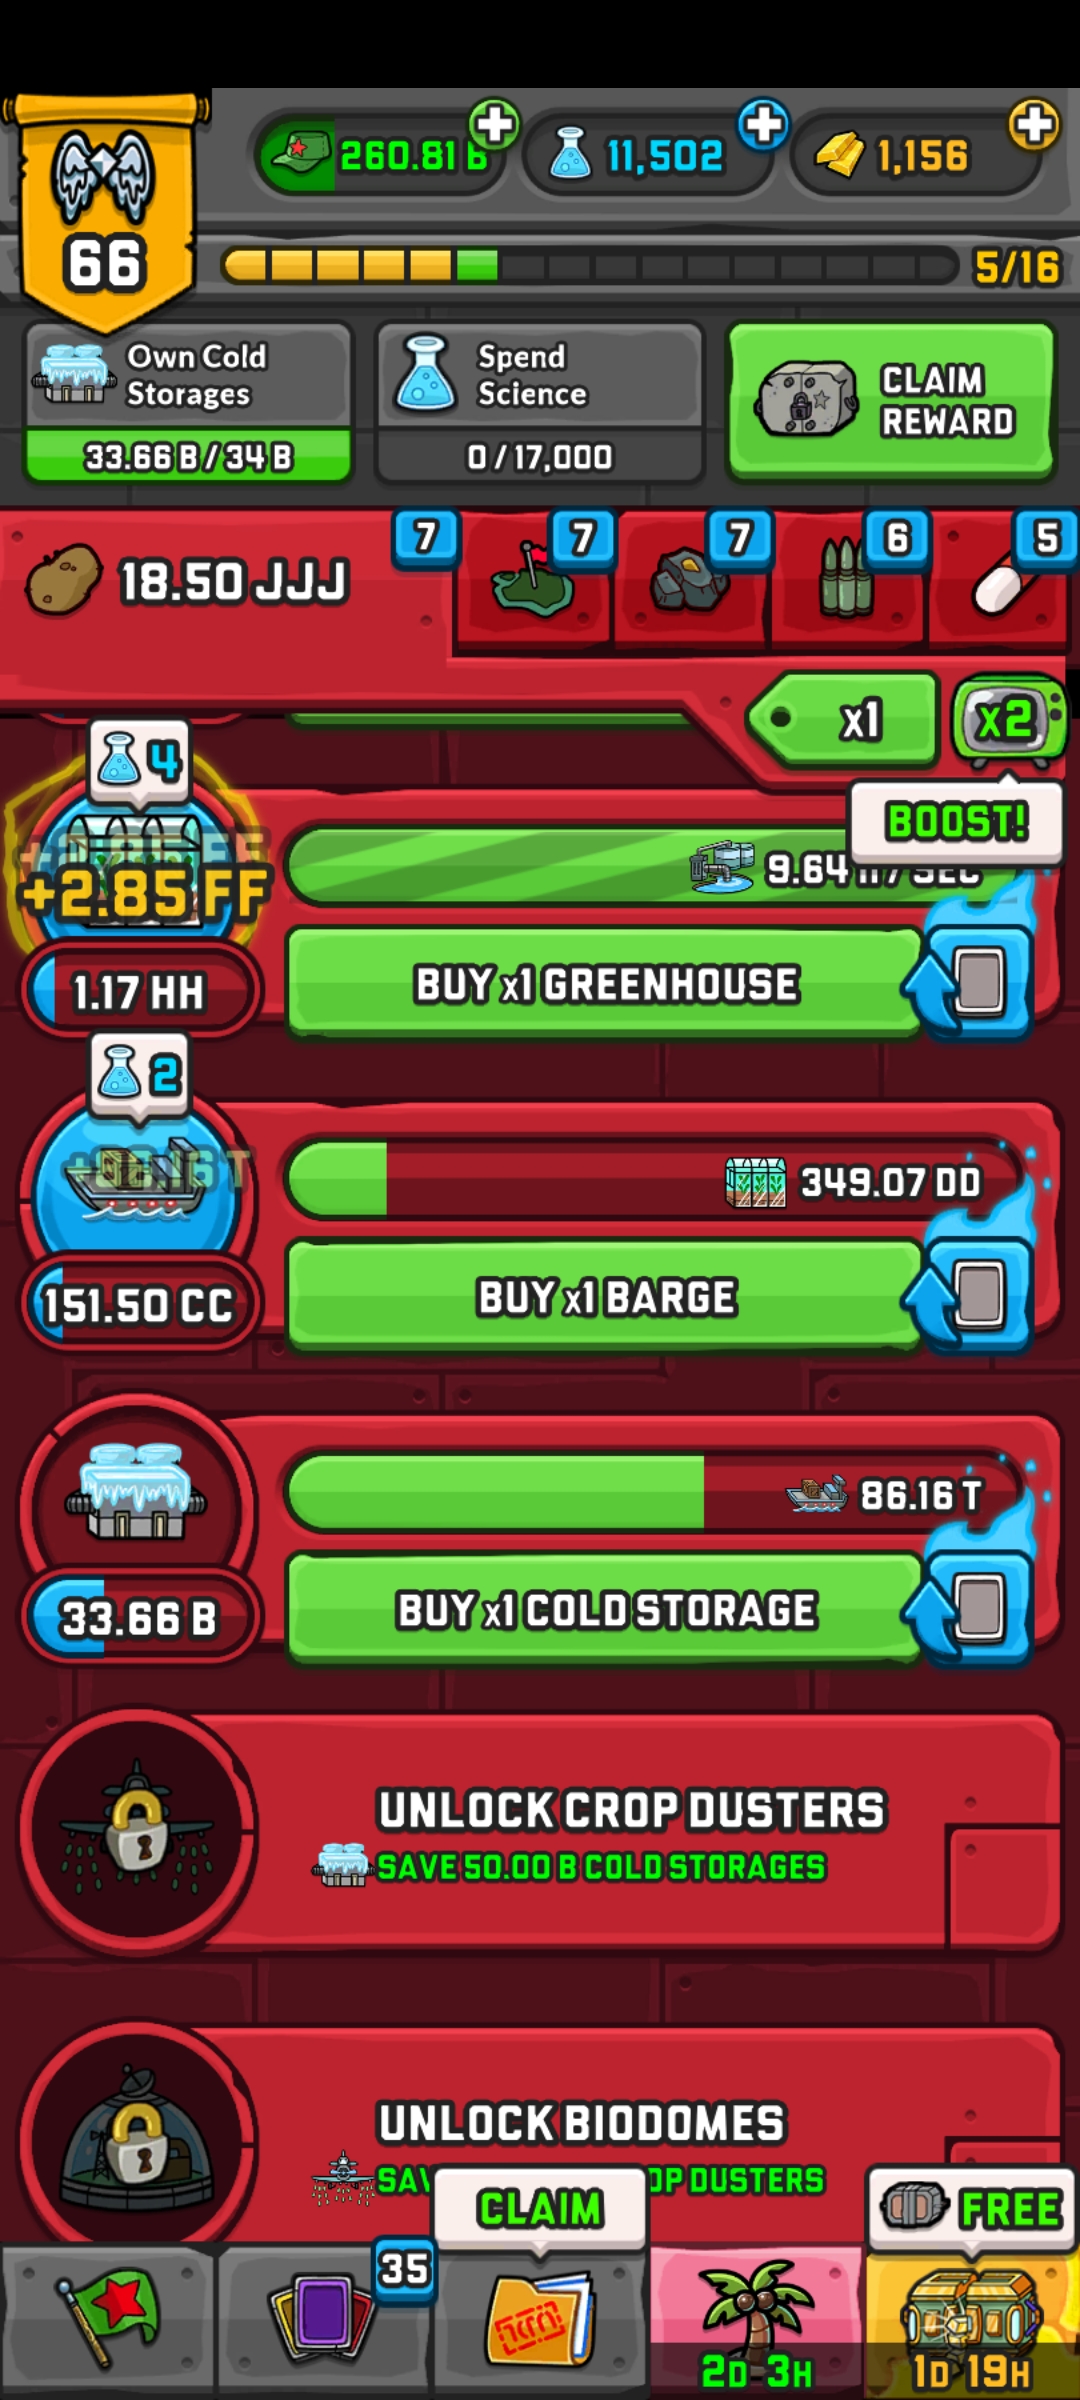 260.81 B
11,502
1,156
66
5/16
Own Cold
Storages
33.66 B / 34 B
Spend
Science
0 / 17,000
CLAIM
REWARD
18.50 JJJ
7
7
7
6
5
x1
x2
BOOST!
4
+2.85 FF
9.64
/ SEC
1.17 HH
BUY x1 GREENHOUSE
2
349.07 DD
151.50 CC
BUY x1 BARGE
86.16 T
33.66 B
BUY x1 COLD STORAGE
UNLOCK CROP DUSTERS
SAVE 50.00 B COLD STORAGES
UNLOCK BIODOMES
DUSTERS
CLAIM
FREE
35
2D 3H
1D 19H